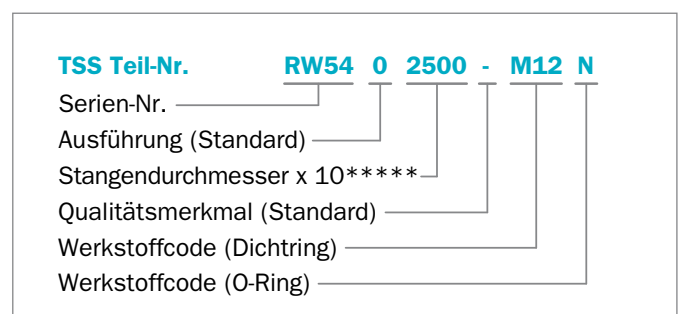 TSS Teil-Nr. RW54 0 2500 - M12 N
Serien-Nr.
Ausführung (Standard)
Stangendurchmesser x 10*****
Qualitätsmerkmal (Standard)
Werkstoffcode (Dichtring)
Werkstoffcode (O-Ring)